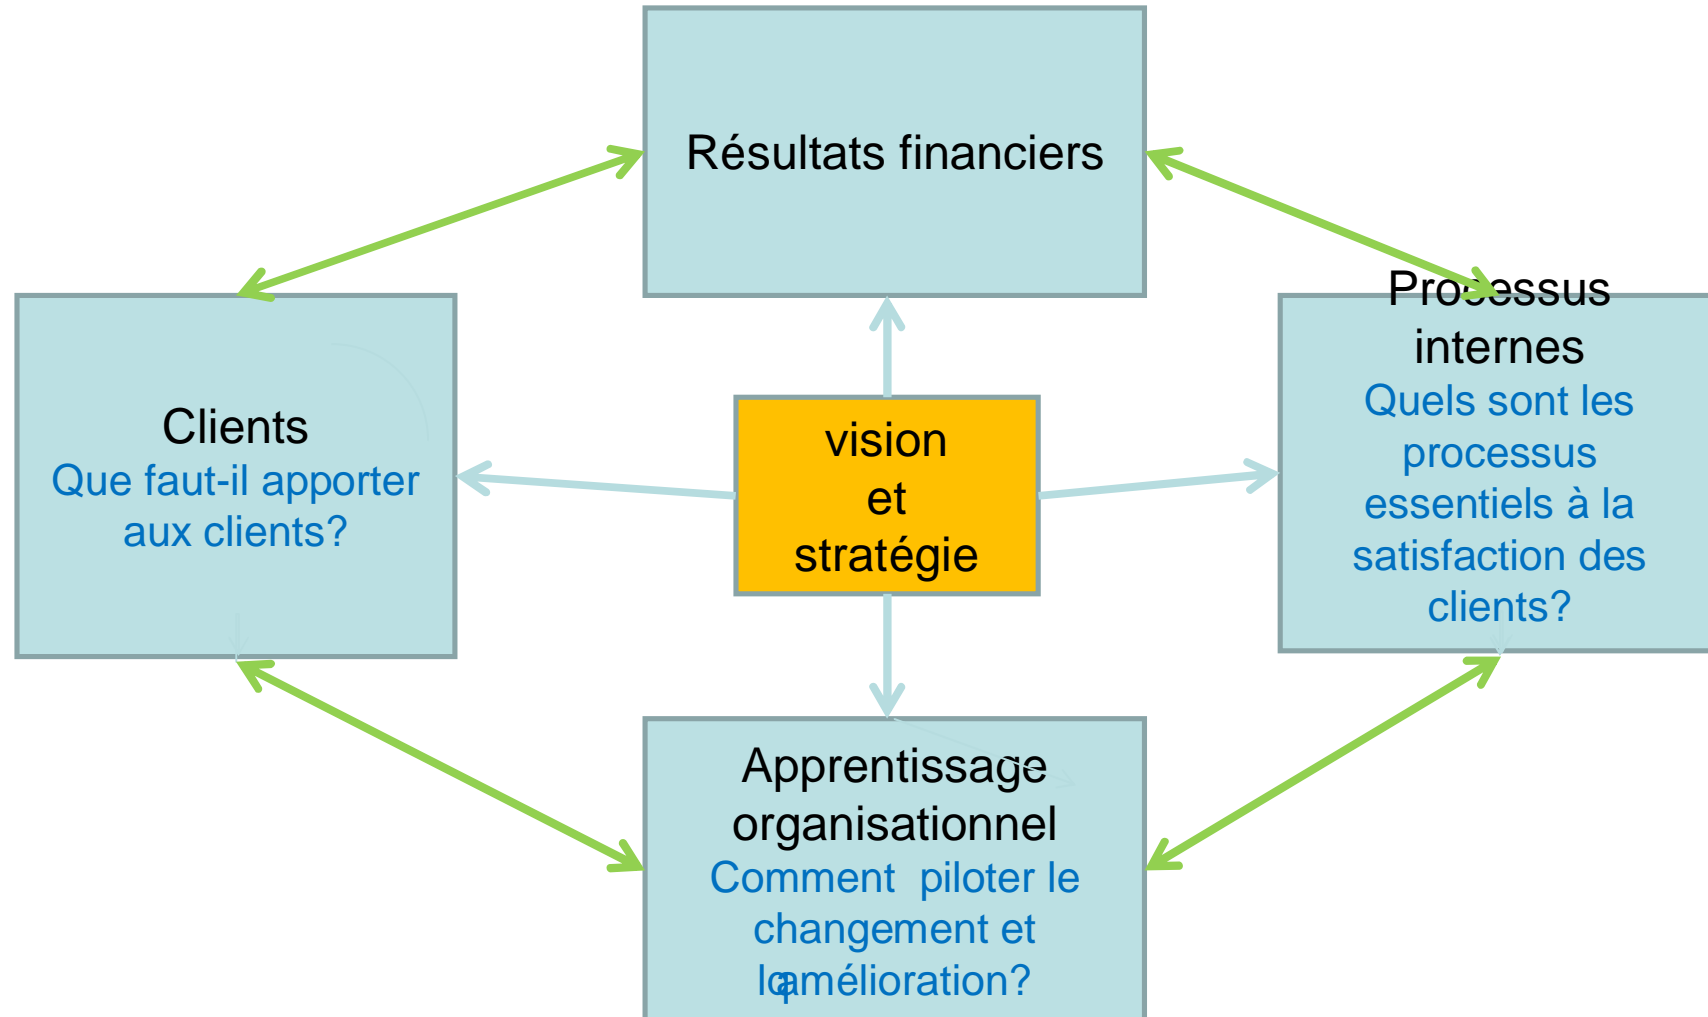 Résultats financiers
Clients
Que faut-il apporter
aux clients?
vision
et
stratégie
Processus
internes
Quels sont les
processus
essentiels à la
satisfaction des
clients?
Apprentissage
organisationnel
Comment piloter le
changement et